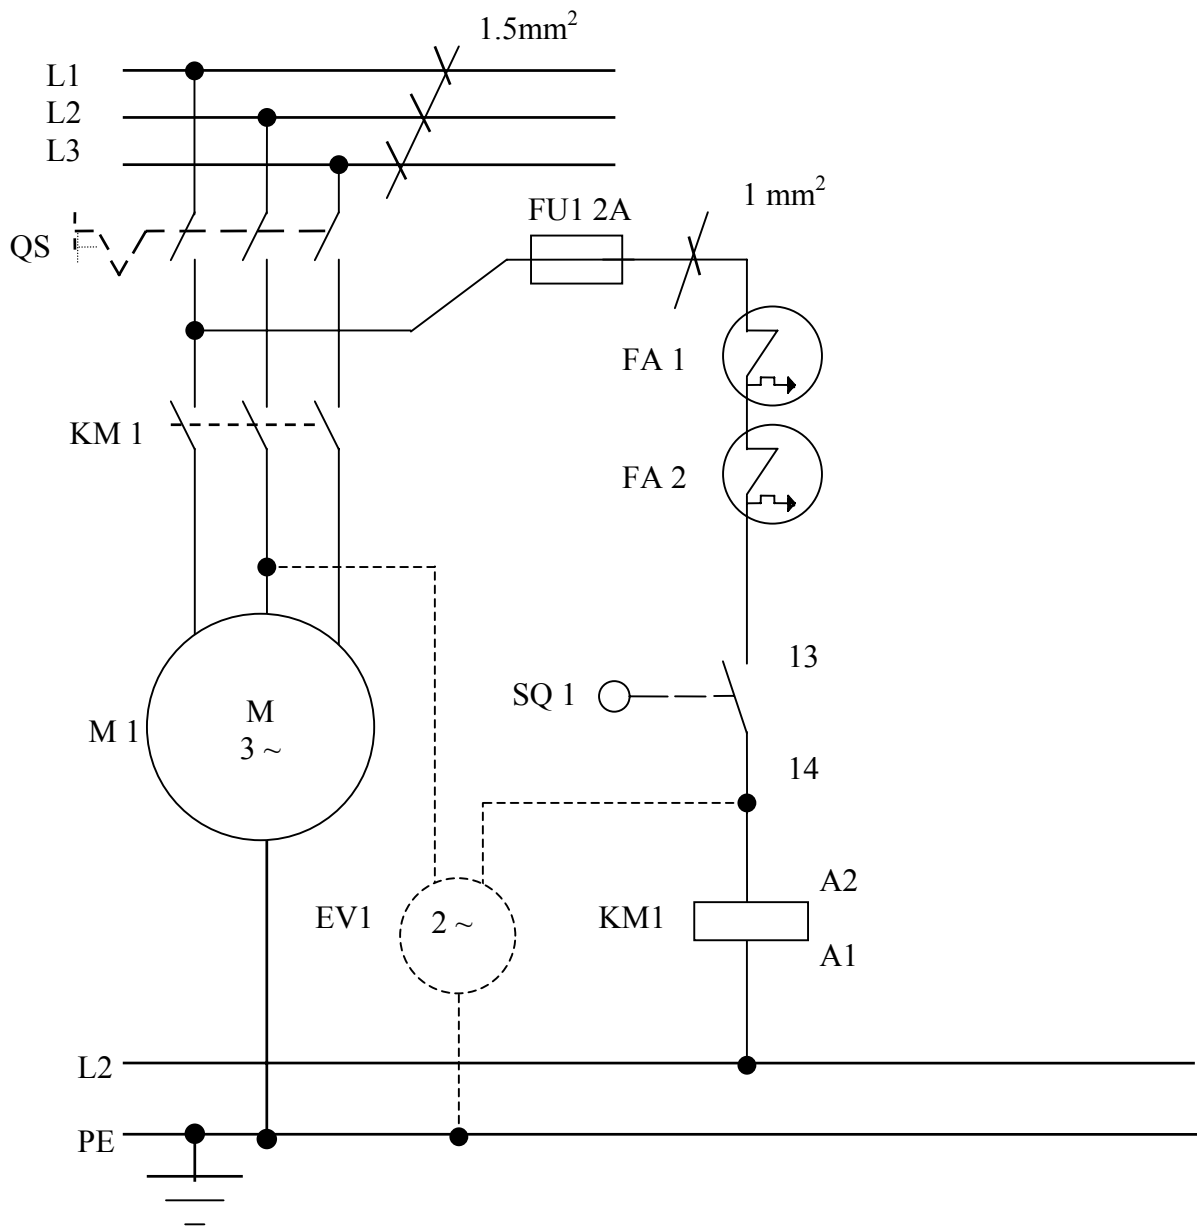 1.5mm²
L1
L2
L3
1 mm²
FU1 2A
QS
FA 1
KM 1
FA 2
13
SQ 1
M
M 1
3 ~
14
A2
EV1
2 ~
KM1
A1
L2
PE